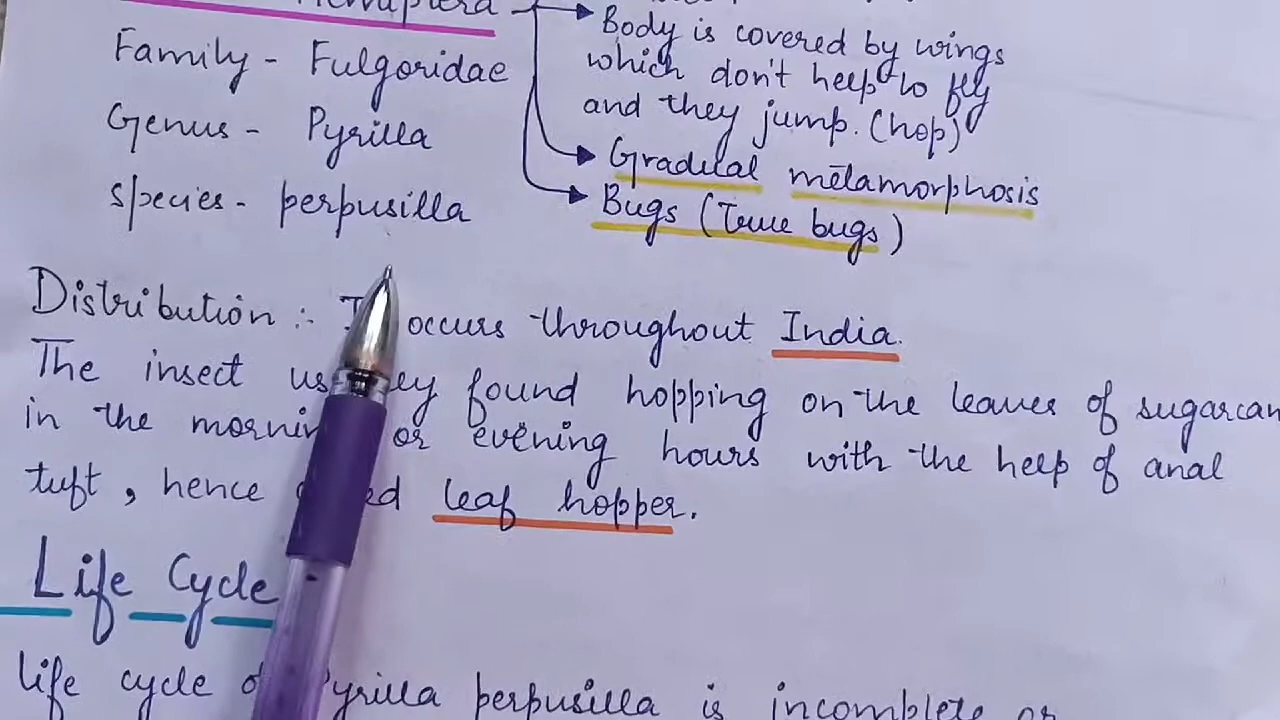 Hemiptera
Body is covered by wings
which don't help to fly
and they jump. (hop)
Family - Fulgoridae
Genus - Pyrilla
Gradual metamorphosis
Species - perpusilla
Bugs (True bugs)
Distribution :- It occurs throughout India.
The insect found hopping on the leaves of sugarcan
in the or evening hours with the help of anal
tuft, hence leaf hopper.
Life Cycle
life cycle Pyrilla perpusilla is incomplete or